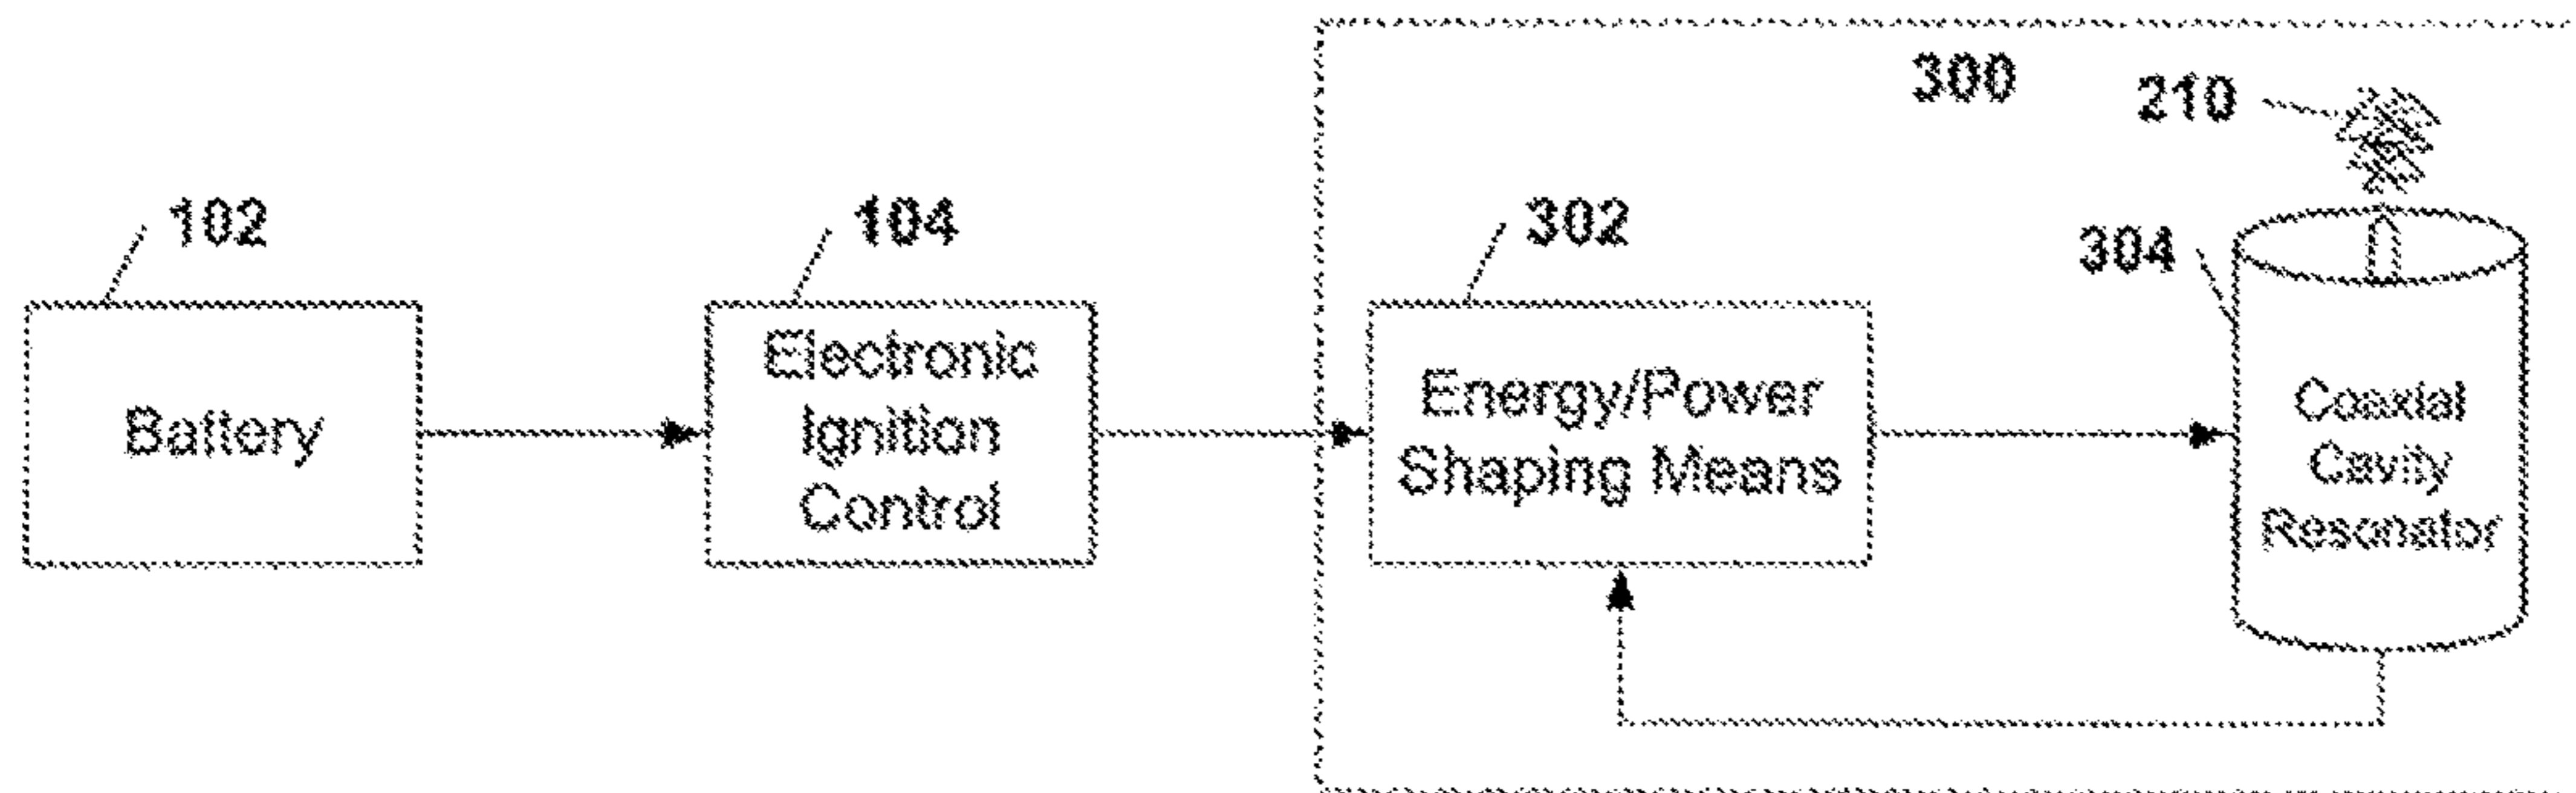 300
210
102
104
302
304
Battery
Electronic
Ignition
Control
Energy/Power
Shaping Means
Coaxial
Cavity
Resonator